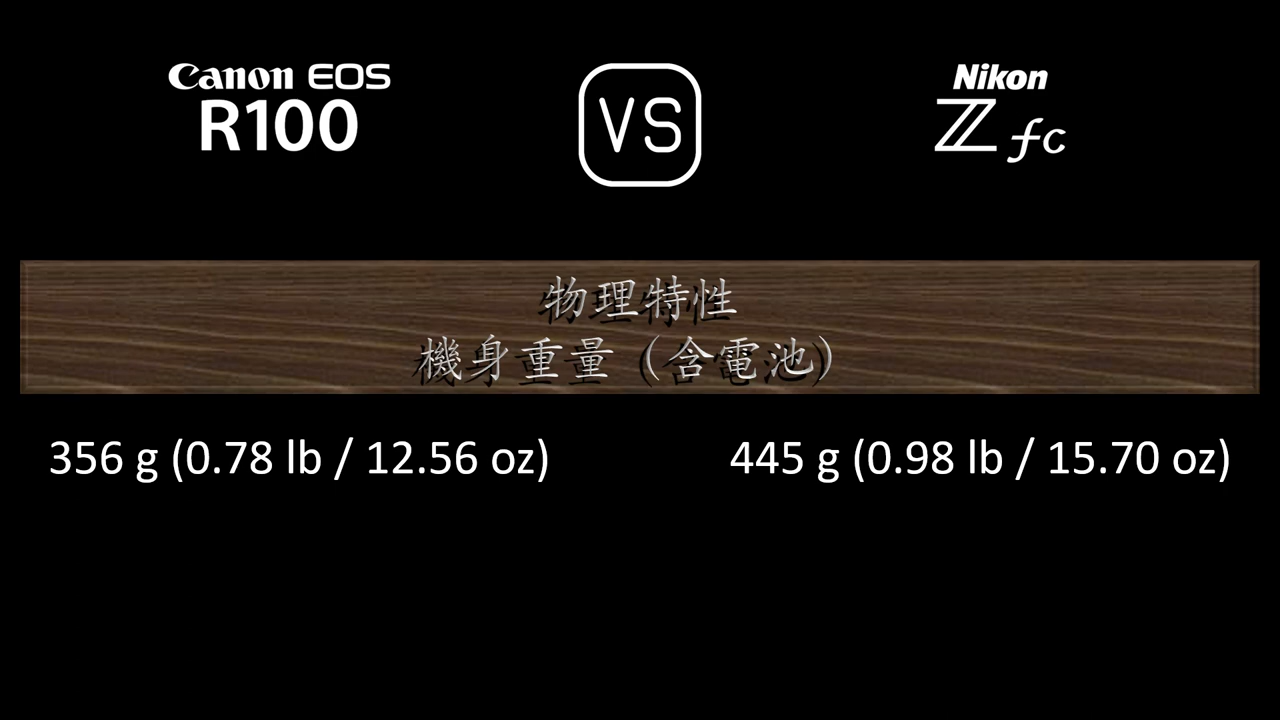 Canon EOS
R100
VS
Nikon
Z fc
物理特性
機身重量（含電池）
356 g (0.78 lb / 12.56 oz)
445 g (0.98 lb / 15.70 oz)